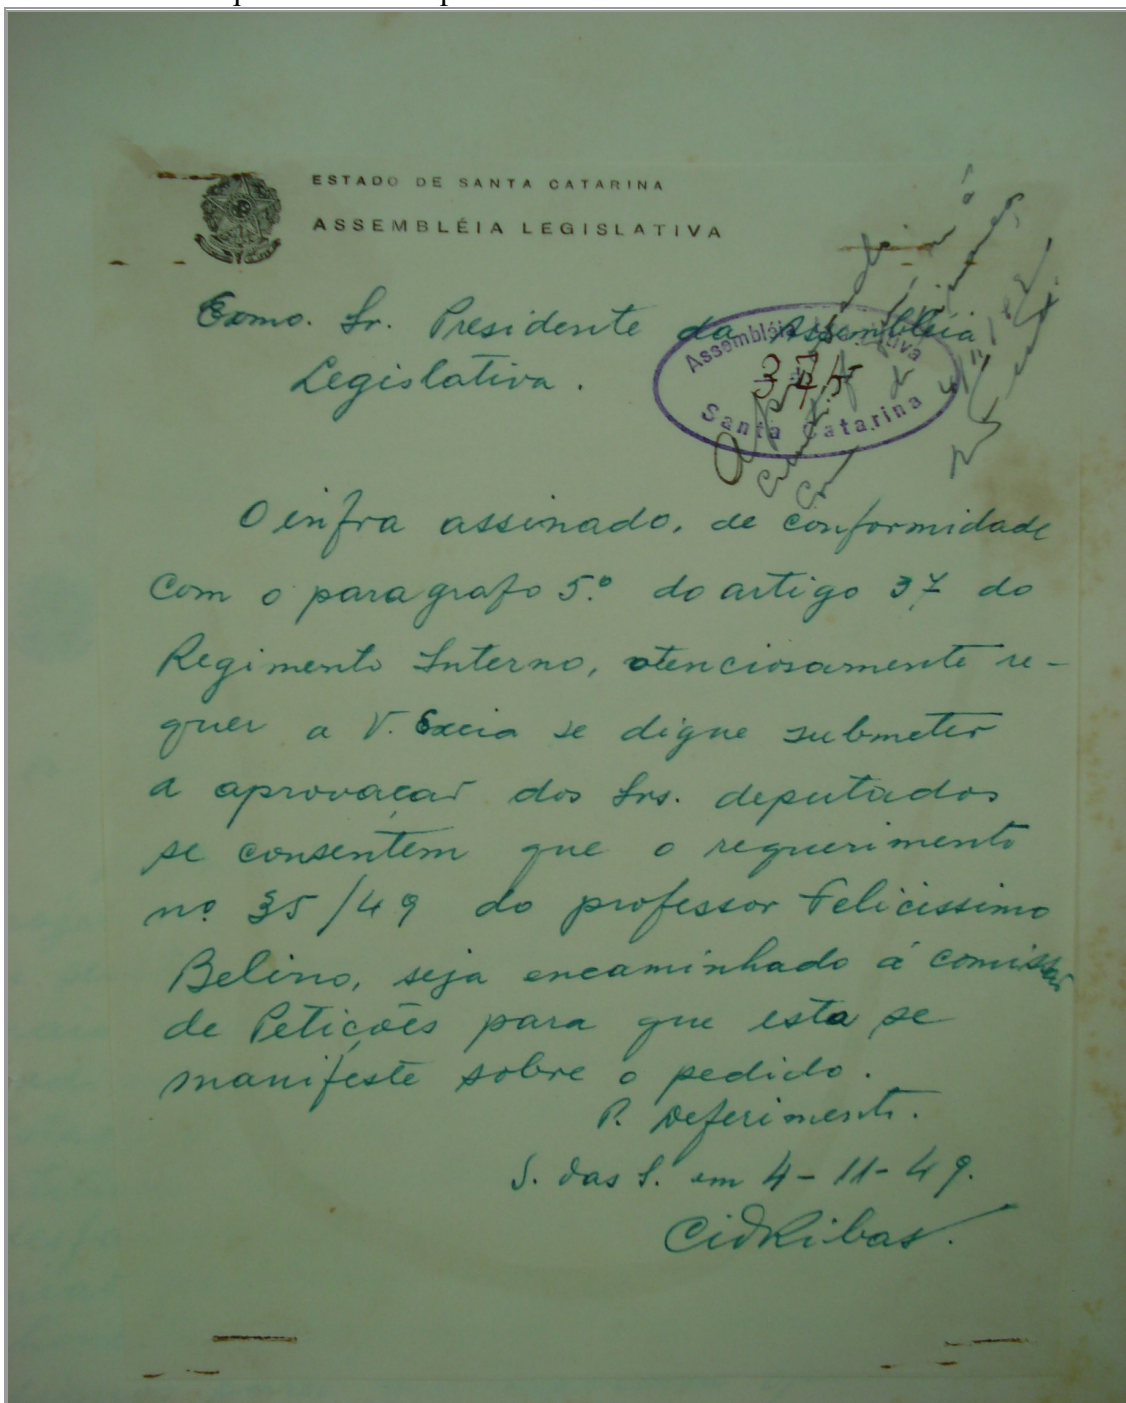 ESTADO DE SANTA CATARINA
ASSEMBLÉIA LEGISLATIVA
Exmo. Sr. Presidente da Assembléia
Legislativa.
Assembléia Legislativa
Santa Catarina
O infra assinado, de conformidade
com o paragrafo 5.º do artigo 37 do
Regimento Interno, atenciosamente re-
quer a V. Excia se digne submeter
a aprovação dos Srs. deputados
se consentem que o requerimento
nº 35/49 do professor Felicissimo
Belino, seja encaminhado á comissão
de Petições para que esta se
manifeste sobre o pedido.
P. Deferimento.
S. das S. em 4-11-49.
Cid Ribas.